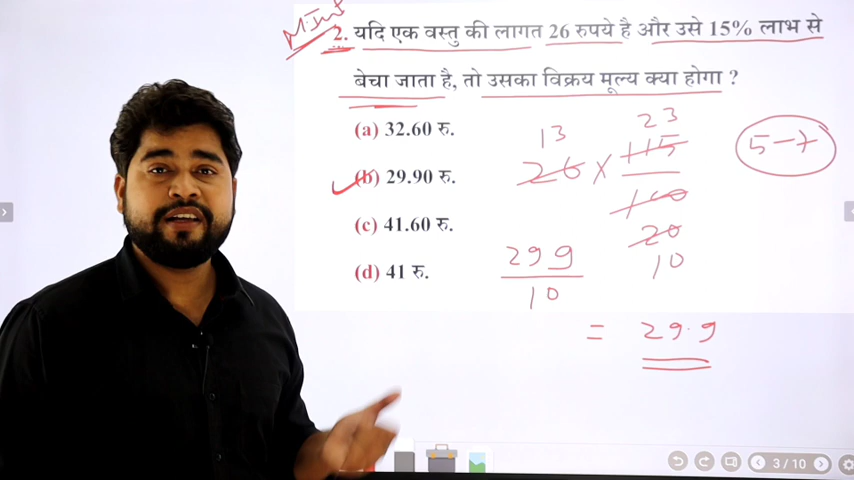 M. Imt
2. यदि एक वस्तु की लागत 26 रुपये है और उसे 15% लाभ से
बेचा जाता है, तो उसका विक्रय मूल्य क्या होगा ?
(a) 32.60 रु.
(b) 29.90 रु.
(c) 41.60 रु.
(d) 41 रु.
13 23
26 × 115
100
20
10
5 → 7
299
10
= 29.9
3 / 10